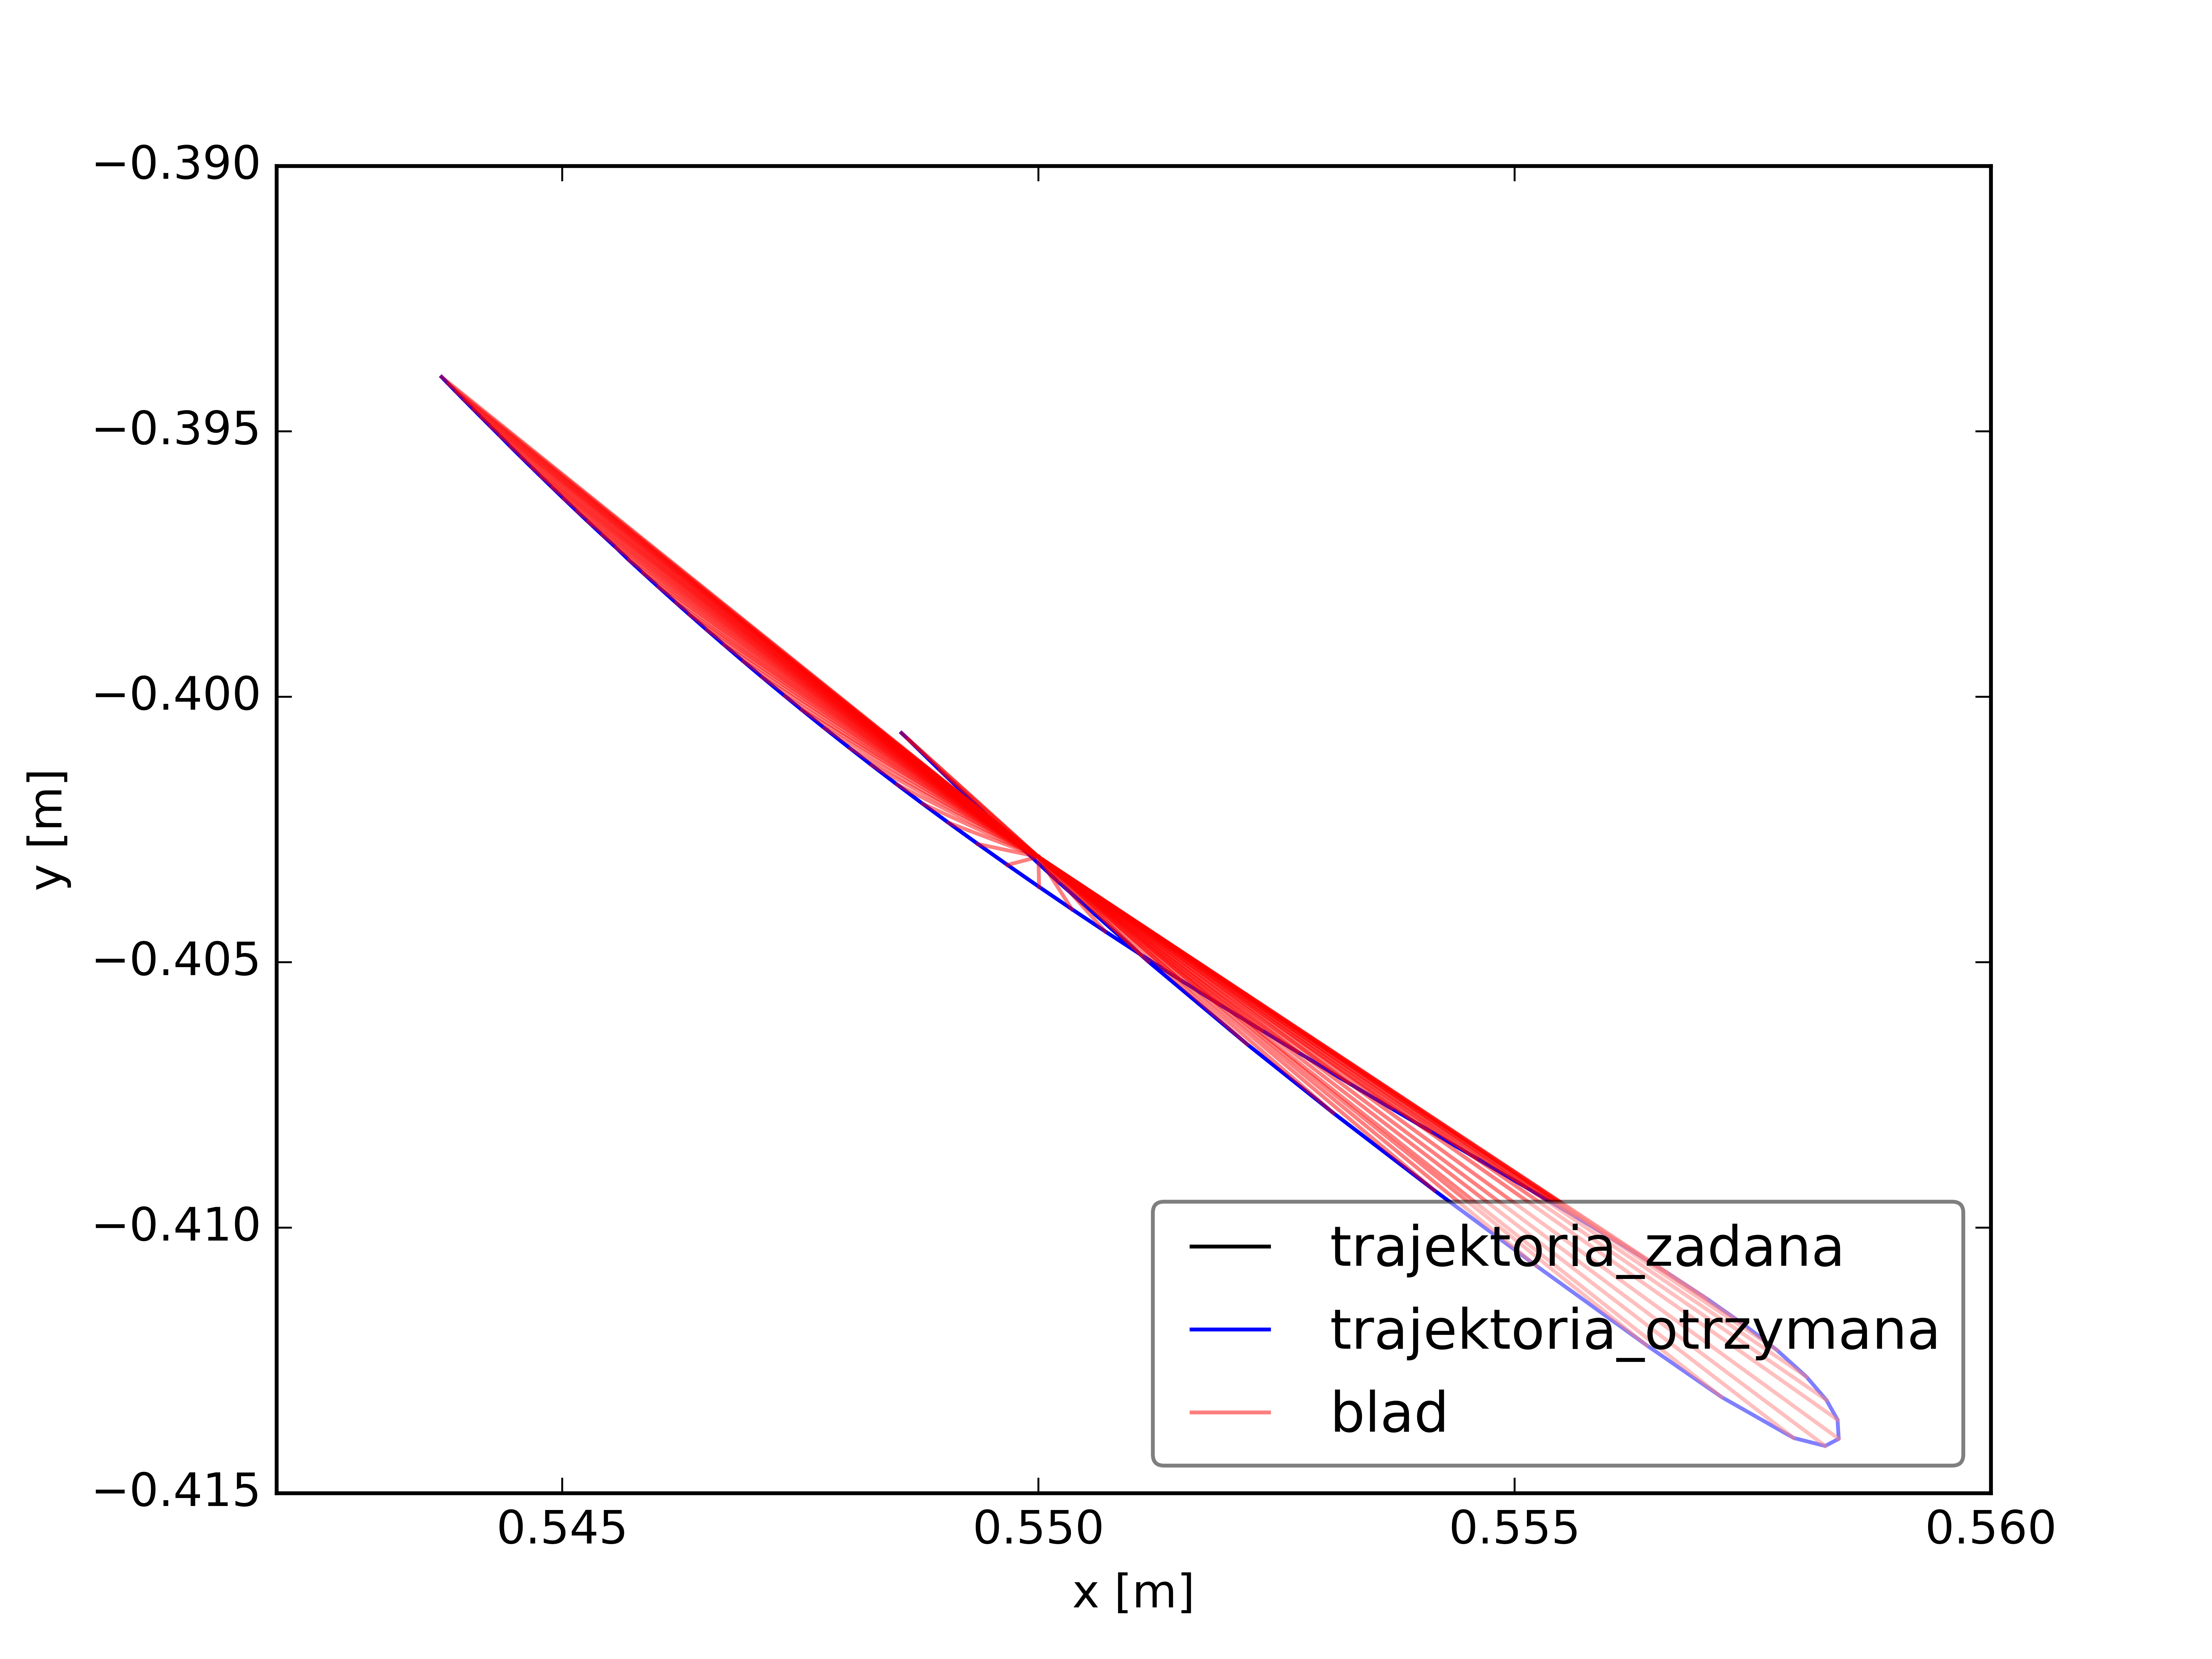 −0.390
−0.395
−0.400
−0.405
−0.410
−0.415
y [m]
trajektoria_zadana
trajektoria_otrzymana
blad
0.545 0.550 0.555 0.560
x [m]